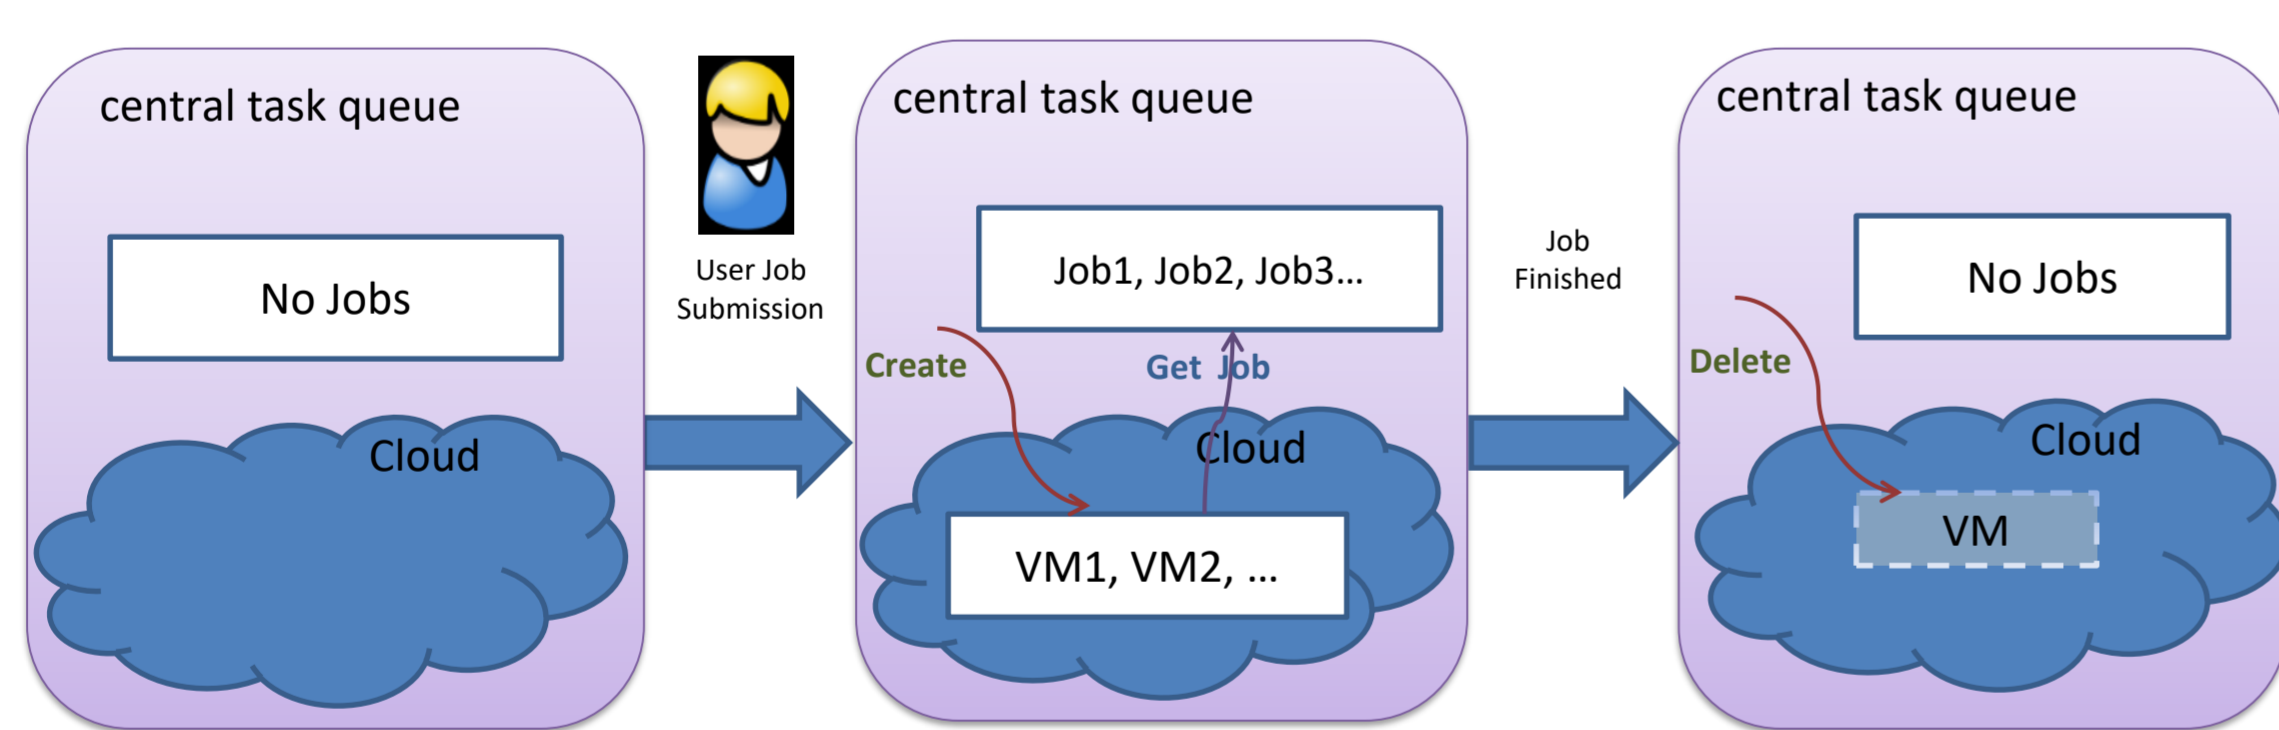 central task queue
No Jobs
Cloud
User Job
Submission
central task queue
Job1, Job2, Job3...
Create
Get Job
Cloud
VM1, VM2, ...
Job
Finished
central task queue
No Jobs
Delete
Cloud
VM